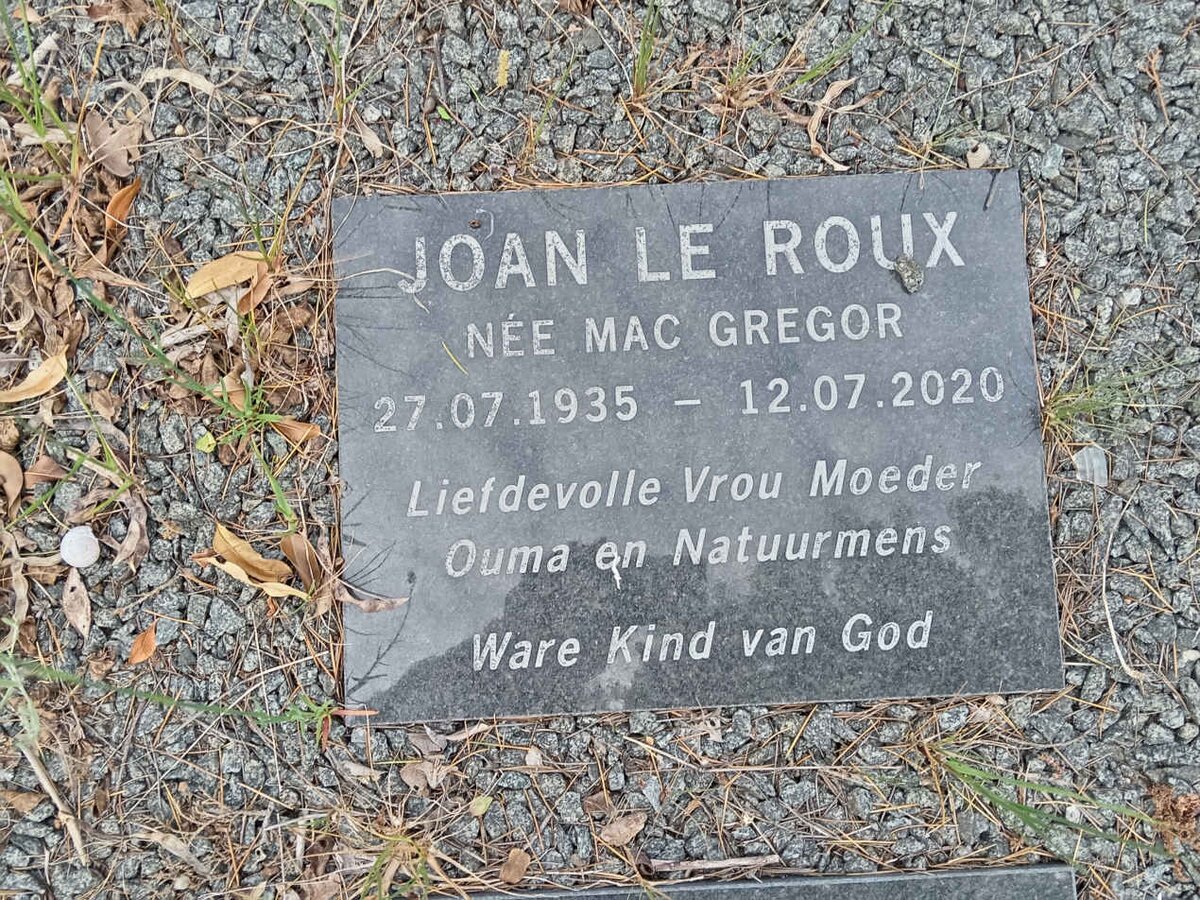 JOAN LE ROUX
NÉE MAC GREGOR
27.07.1935 – 12.07.2020
Liefdevolle Vrou Moeder
Ouma en Natuurmens
Ware Kind van God